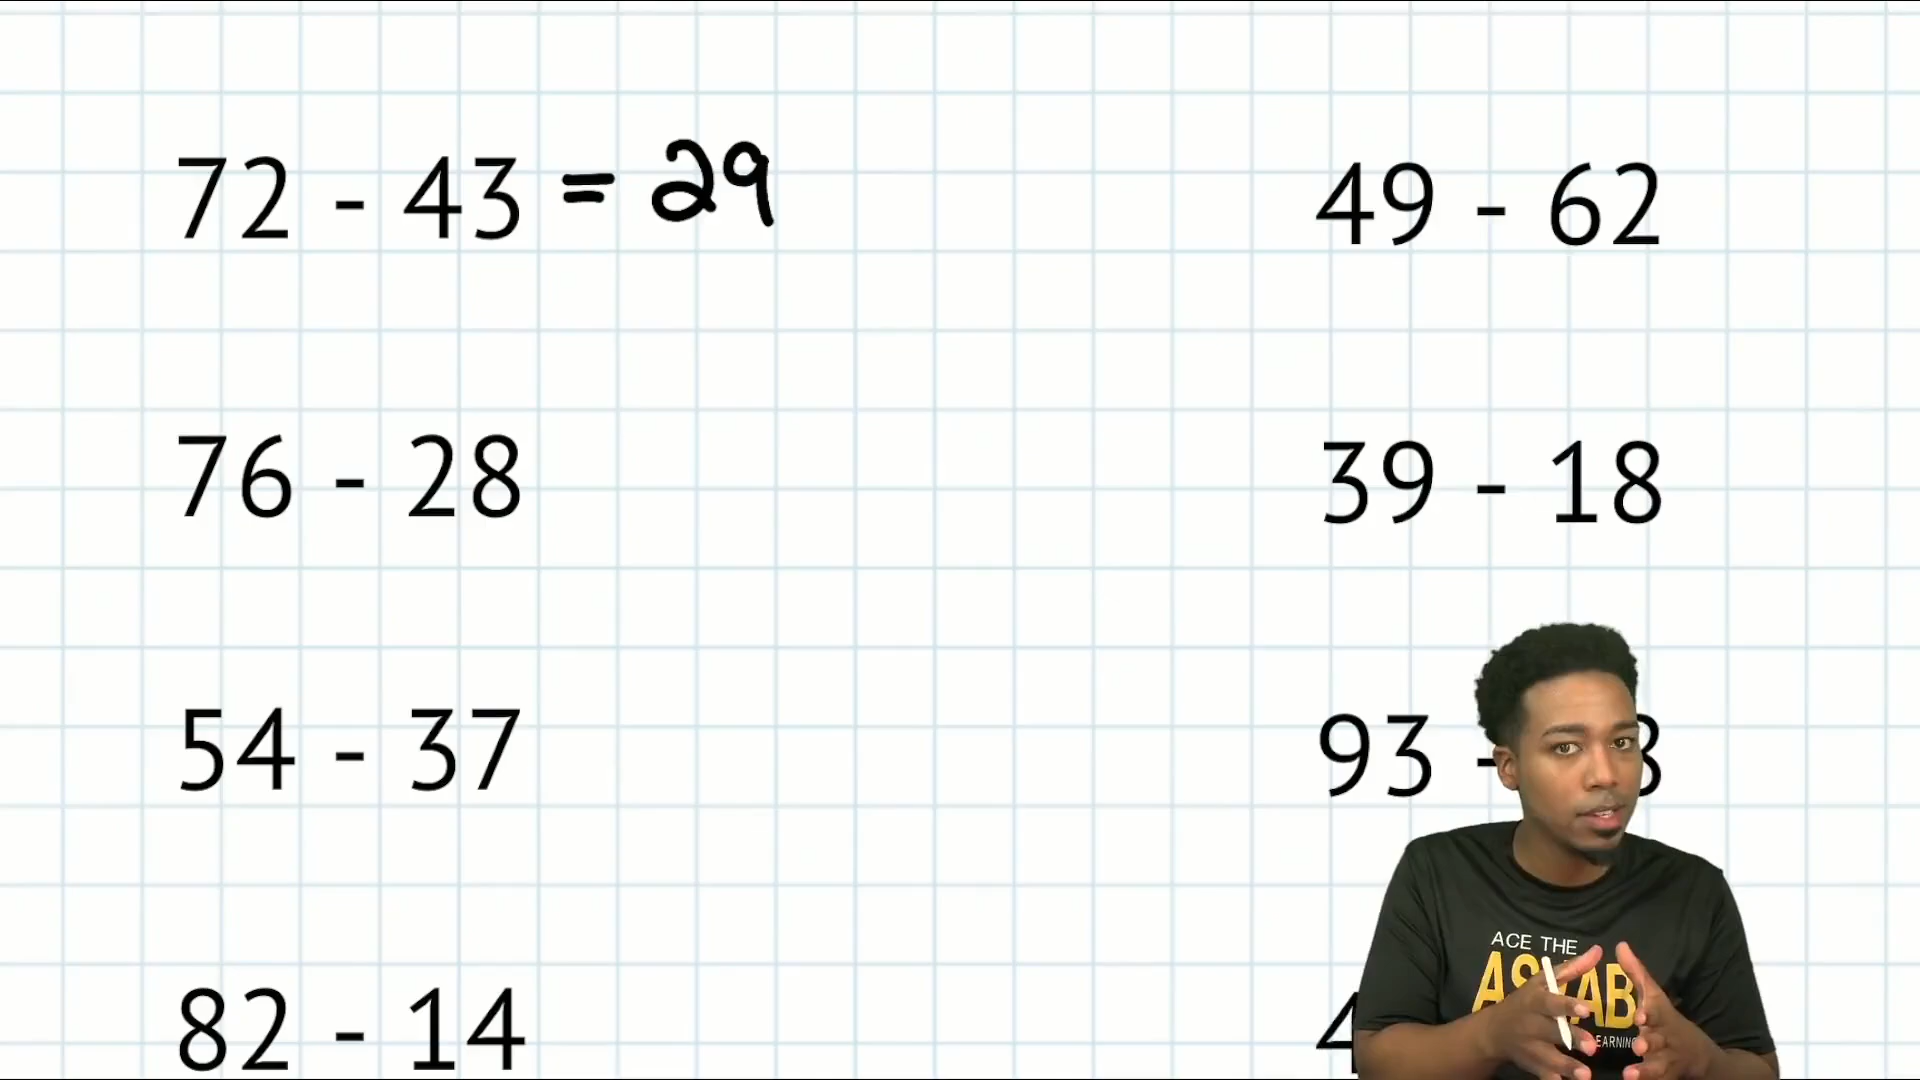 72 - 43 = 29
76 - 28
54 - 37
82 - 14
49 - 62
39 - 18
93 -
ACE THE